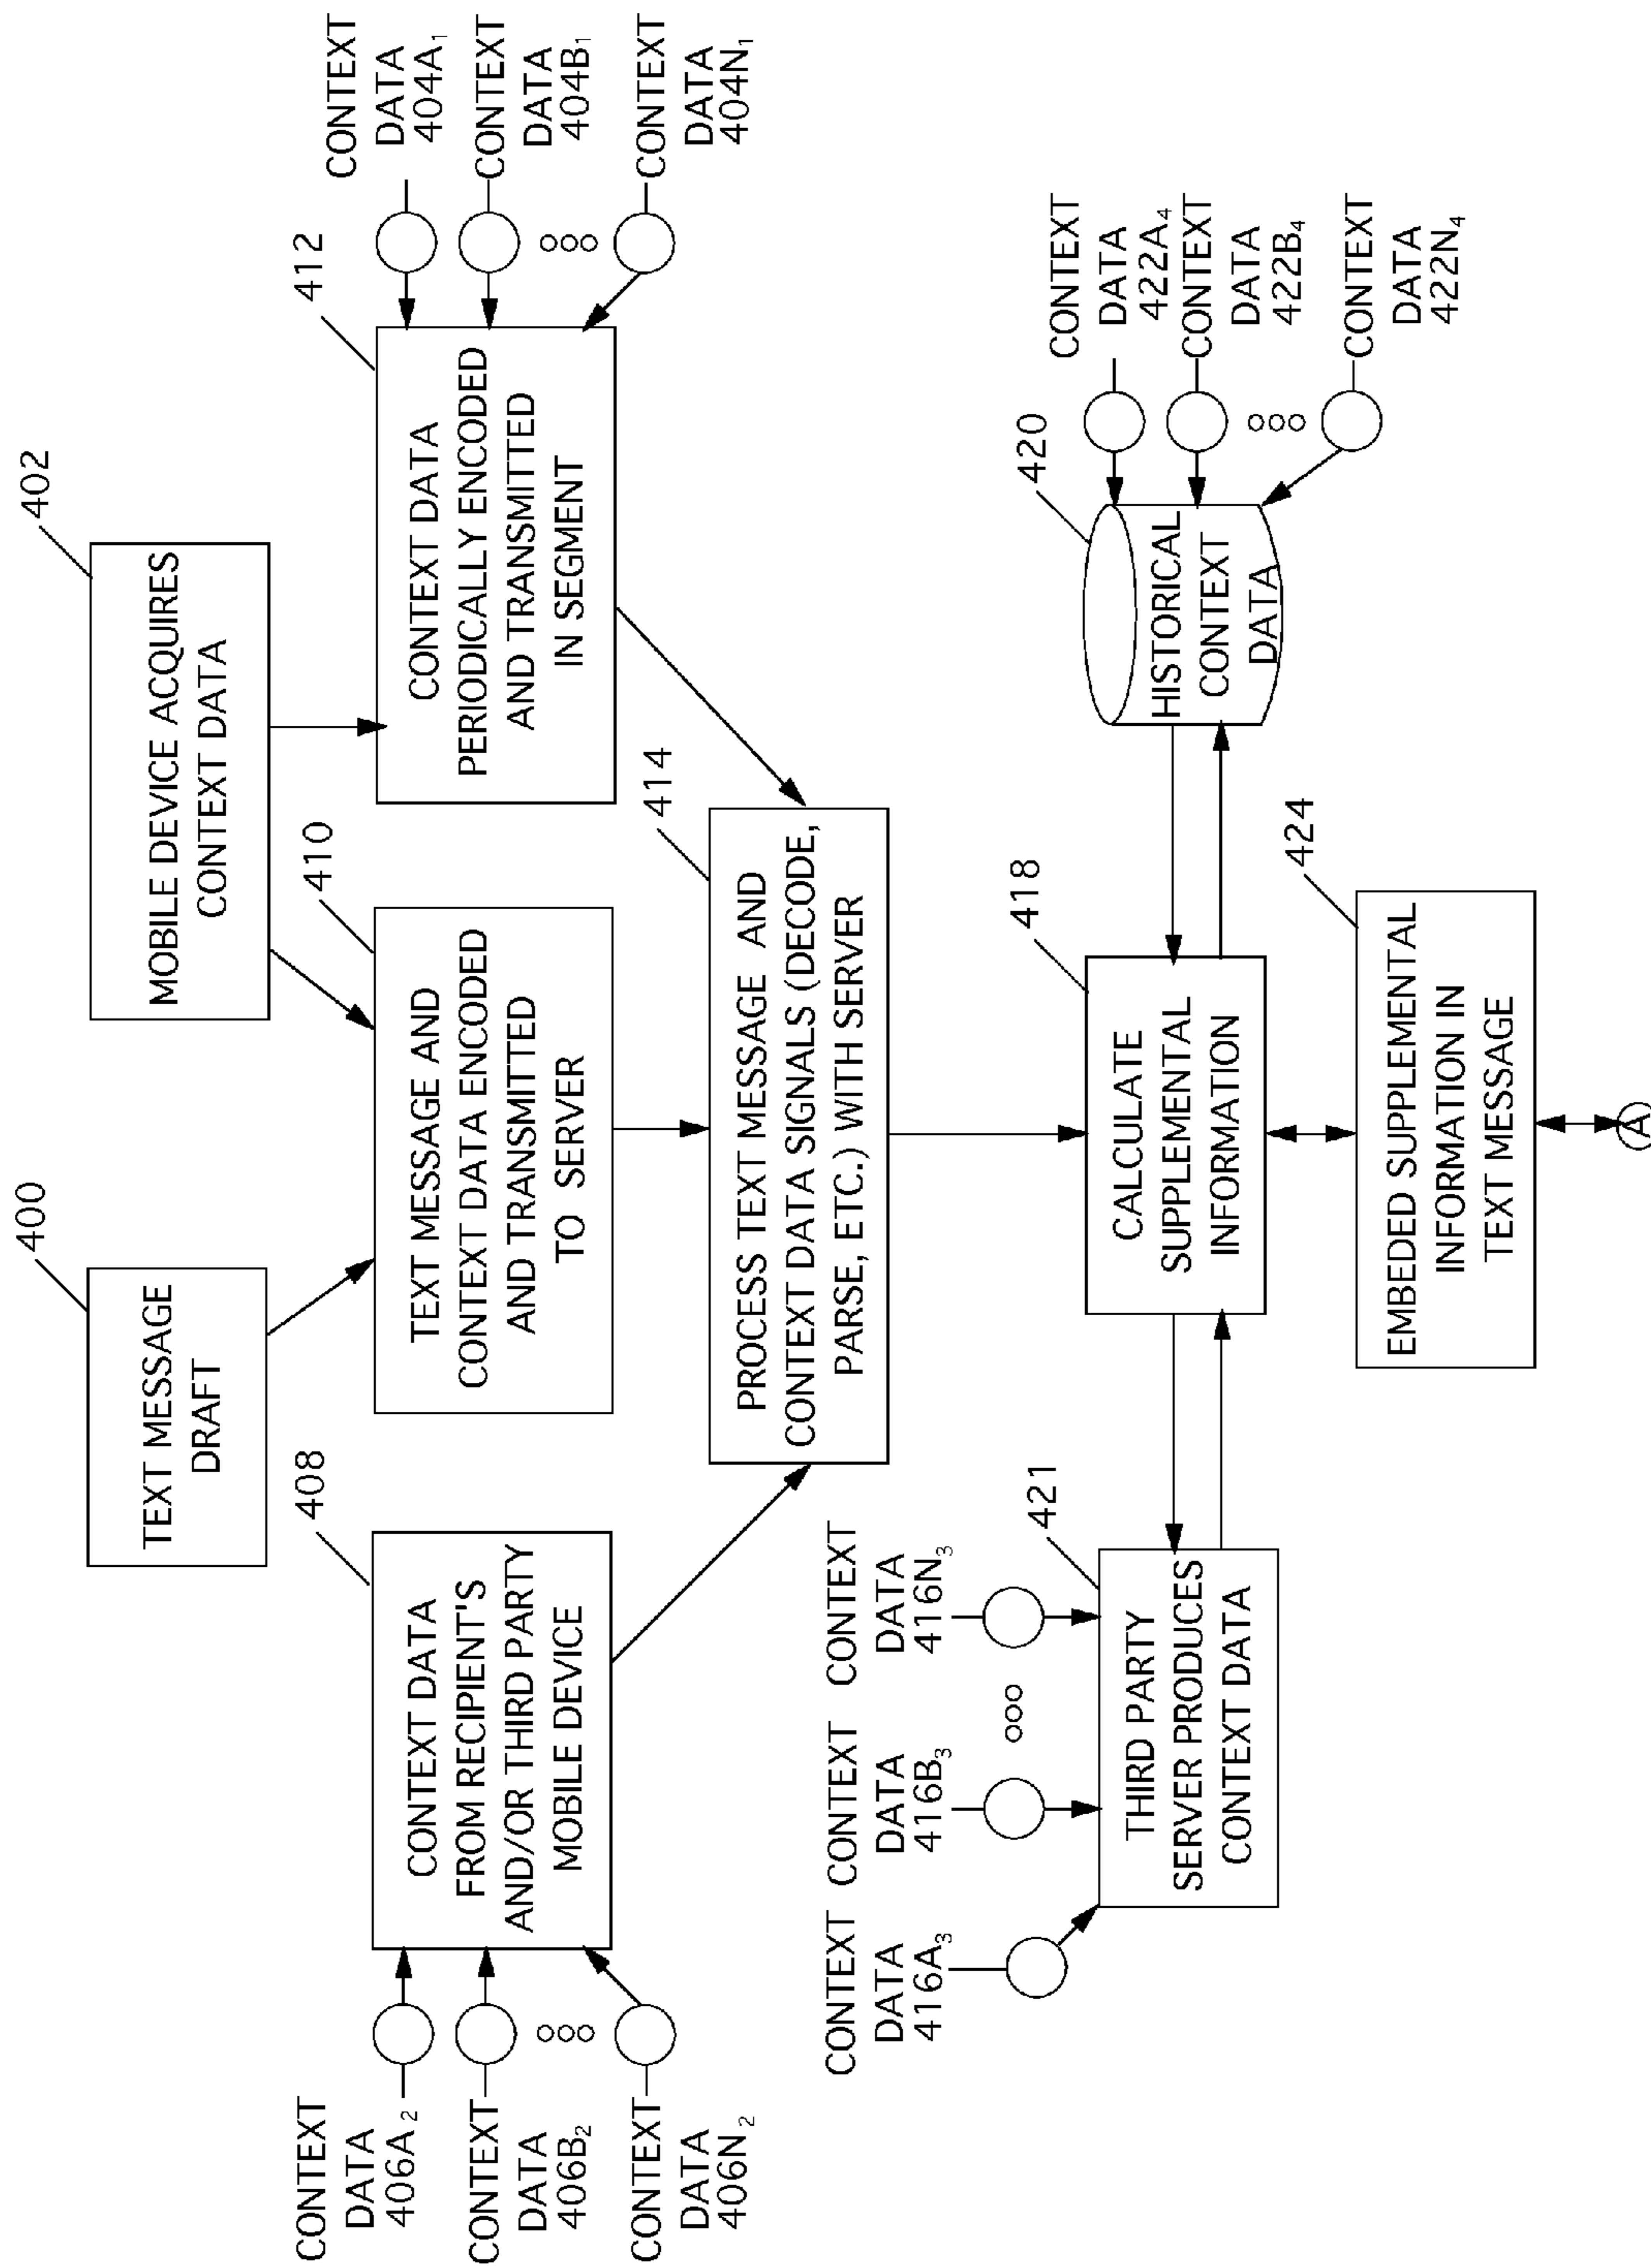 400
TEXT MESSAGE
DRAFT
402
MOBILE DEVICE ACQUIRES
CONTEXT DATA
CONTEXT
DATA
406A₂
CONTEXT
DATA
406B₂
CONTEXT
DATA
406N₂
408
CONTEXT DATA
FROM RECIPIENT'S
AND/OR THIRD PARTY
MOBILE DEVICE
410
TEXT MESSAGE AND
CONTEXT DATA ENCODED
AND TRANSMITTED
TO SERVER
412
CONTEXT DATA
PERIODICALLY ENCODED
AND TRANSMITTED
IN SEGMENT
CONTEXT
DATA
404A₁
CONTEXT
DATA
404B₁
CONTEXT
DATA
404N₁
414
PROCESS TEXT MESSAGE AND
CONTEXT DATA SIGNALS (DECODE,
PARSE, ETC.) WITH SERVER
CONTEXT
DATA
416A₃
CONTEXT
DATA
416B₃
CONTEXT
DATA
416N₃
421
THIRD PARTY
SERVER PRODUCES
CONTEXT DATA
418
CALCULATE
SUPPLEMENTAL
INFORMATION
420
HISTORICAL
CONTEXT
DATA
CONTEXT
DATA
422A₄
CONTEXT
DATA
422B₄
CONTEXT
DATA
422N₄
424
EMBEDED SUPPLEMENTAL
INFORMATION IN
TEXT MESSAGE
A